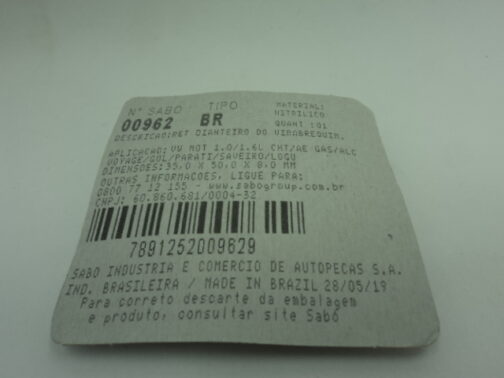 Nº SABO TIPO MATERIAL:
00962 BR NITRILICO
QUANT :01
DESCRICAO:RET DIANTEIRO DO VIRABREQUIM.
APLICACAO: VW MOT 1.0/1.6L CHT/AE GAS/ALC
VOYAGE/GOL/PARATI/SAVEIRO/LOGU
DIMENSOES: 35.0 X 50.0 X 8.0 MM
OUTRAS INFORMACOES, LIGUE PARA:
0800 77 12 155 - www.sabogroup.com.br
CNPJ: 60.860.681/0004-32
7891252009629
SABO INDUSTRIA E COMERCIO DE AUTOPECAS S.A.
IND. BRASILEIRA / MADE IN BRAZIL 28/05/19
Para correto descarte da embalagem
e produto, consultar site Sabó